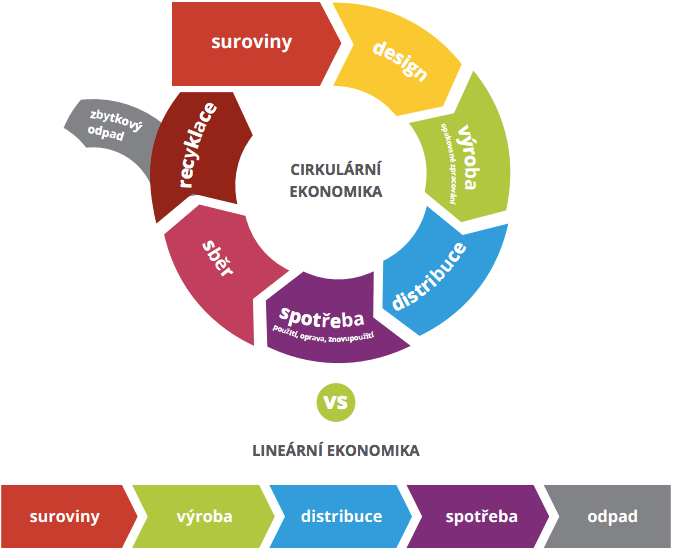 suroviny
design
výroba
opakované zpracování
distribuce
spotřeba
použití, oprava, znovupoužití
sběr
recyklace
zbytkový
odpad
CIRKULÁRNÍ
EKONOMIKA
VS
LINEÁRNÍ EKONOMIKA
suroviny
výroba
distribuce
spotřeba
odpad